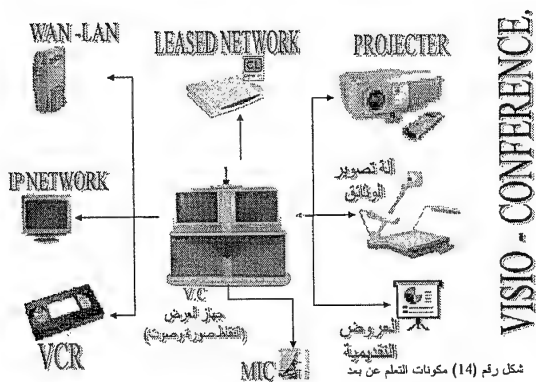 WAN -LAN
LEASED NETWORK
CL
PROJECTER
VISIO - CONFERENCE,
IP NETWORK
آلة تصوير
الوثائق
V.C
جهاز العرض
(التقاط صورة وصوت)
العروض
التقديمية
VCR
MIC
شكل رقم (14) مكونات التعلم عن بعد